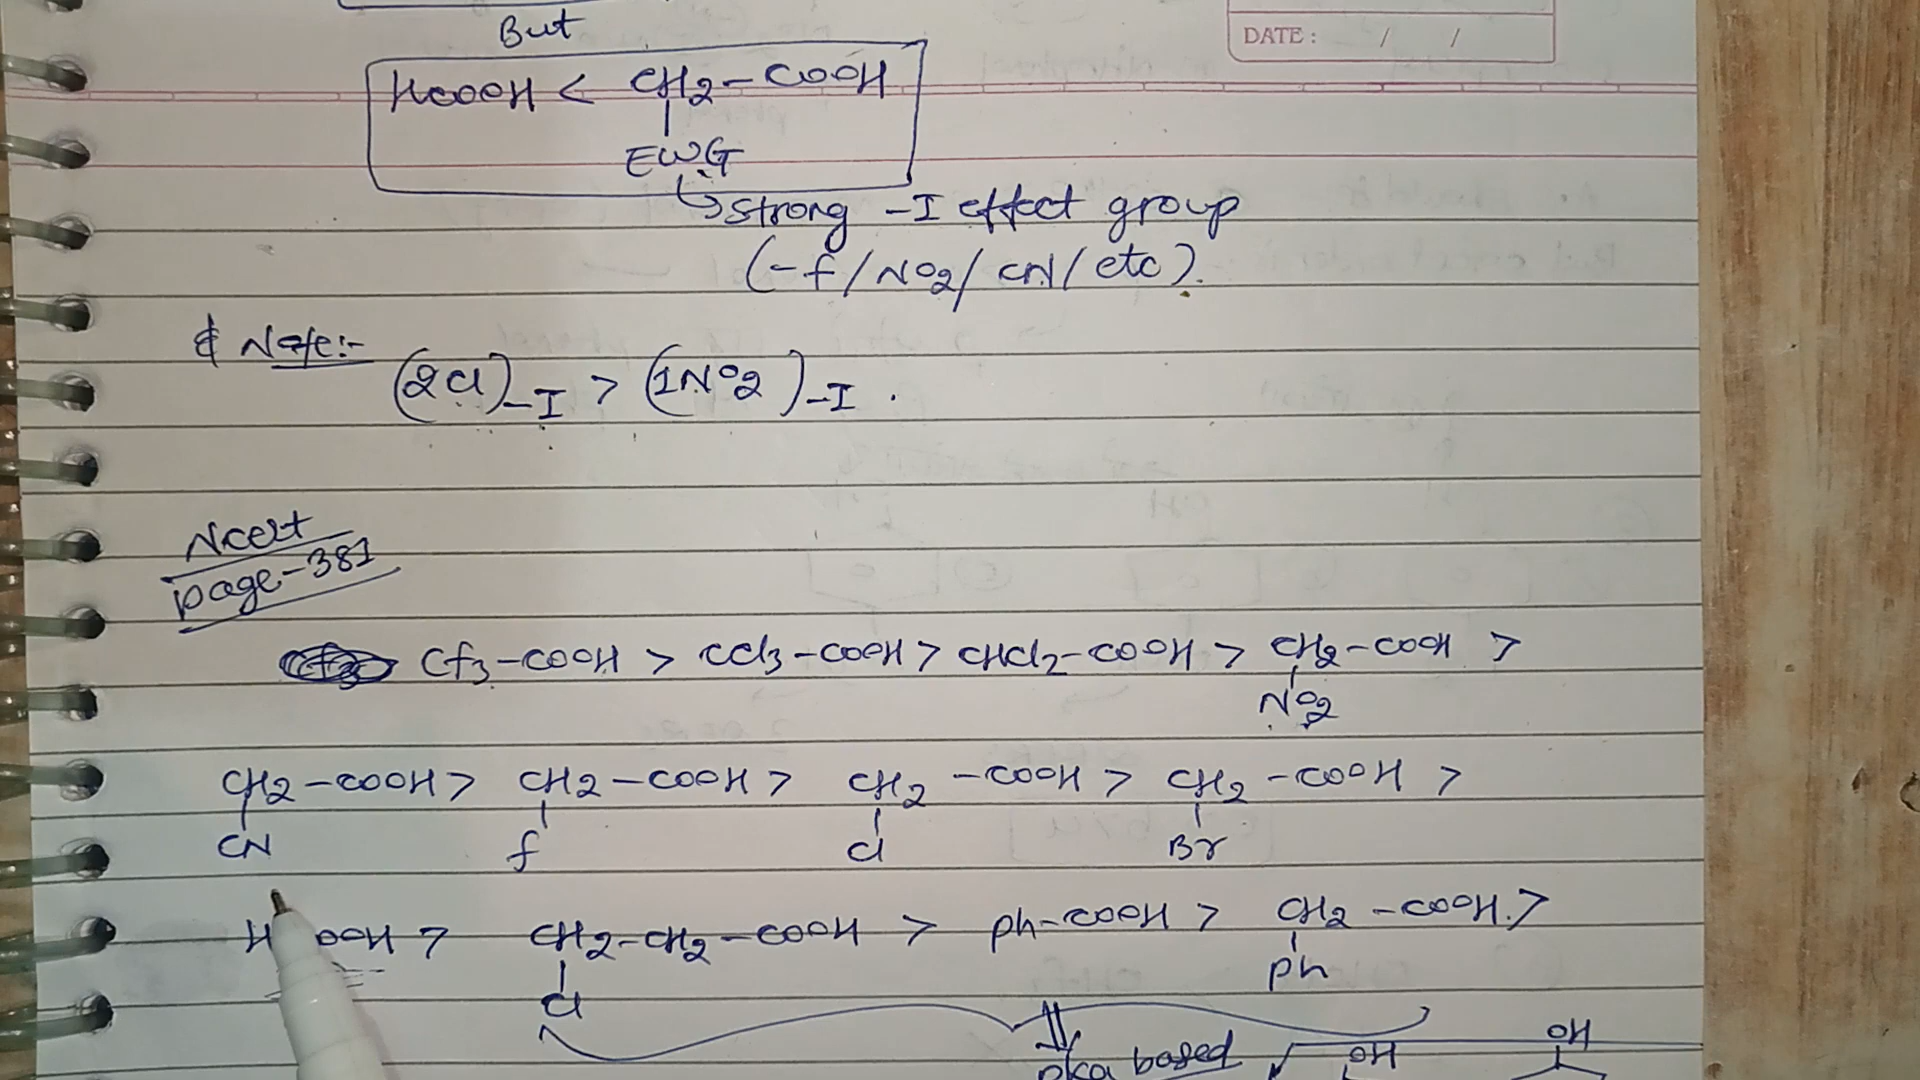 DATE : / /
But
HCOOH < CH2-COOH
EWG
strong -I effect group
(-f/NO2/CN/etc).
& Note:-
(2Cl)-I > (1NO2)-I .
Ncert
page-381
Cf3-COOH > CCl3-COOH > CHCl2-COOH > CH2-COOH >
NO2
CH2-COOH > CH2-COOH > CH2-COOH > CH2-COOH >
CN f Cl Br
HCOOH > CH2-CH2-COOH > ph-COOH > CH2-COOH. >
Cl ph
OH
pka based OH